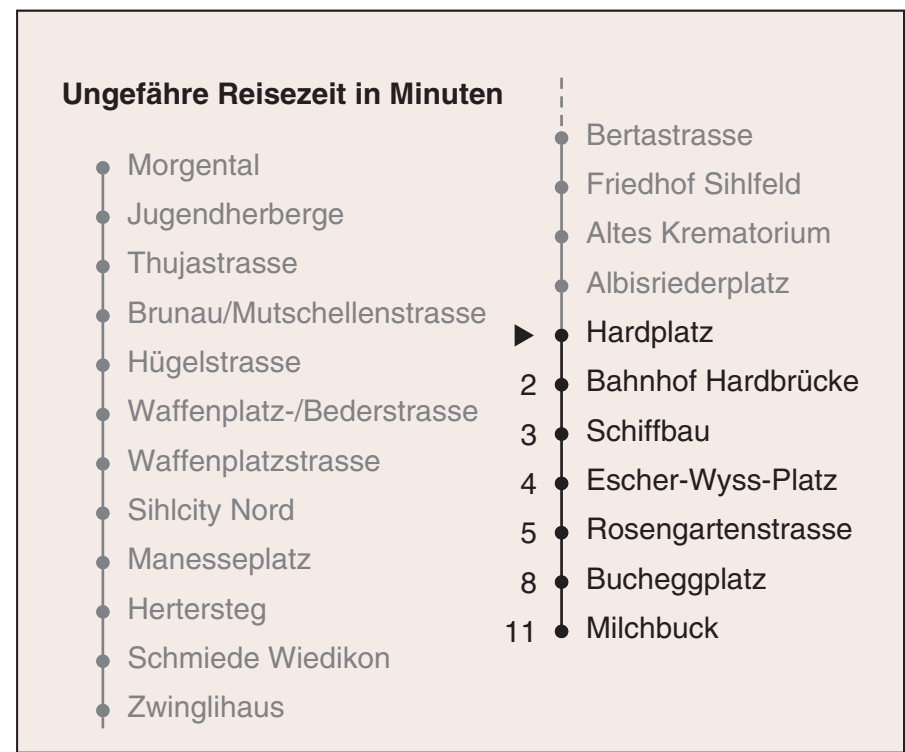 Ungefähre Reisezeit in Minuten
Morgental
Jugendherberge
Thujastrasse
Brunau/Mutschellenstrasse
Hügelstrasse
Waffenplatz-/Bederstrasse
Waffenplatzstrasse
Sihlcity Nord
Manesseplatz
Hertersteg
Schmiede Wiedikon
Zwinglihaus
Bertastrasse
Friedhof Sihlfeld
Altes Krematorium
Albisriederplatz
Hardplatz
2 Bahnhof Hardbrücke
3 Schiffbau
4 Escher-Wyss-Platz
5 Rosengartenstrasse
8 Bucheggplatz
11 Milchbuck